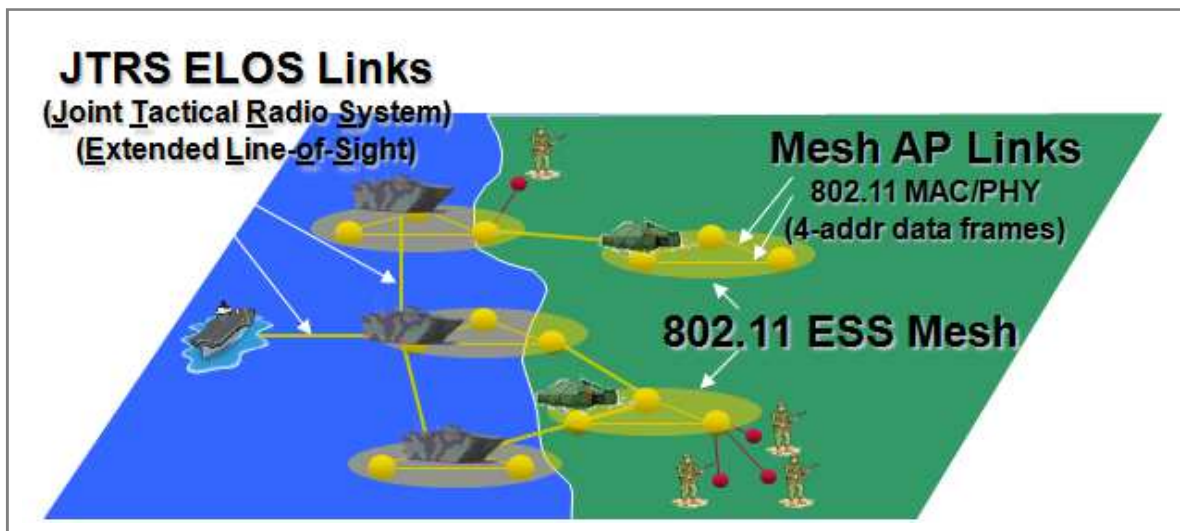 JTRS ELOS Links
(Joint Tactical Radio System)
(Extended Line-of-Sight)
Mesh AP Links
802.11 MAC/PHY
(4-addr data frames)
802.11 ESS Mesh